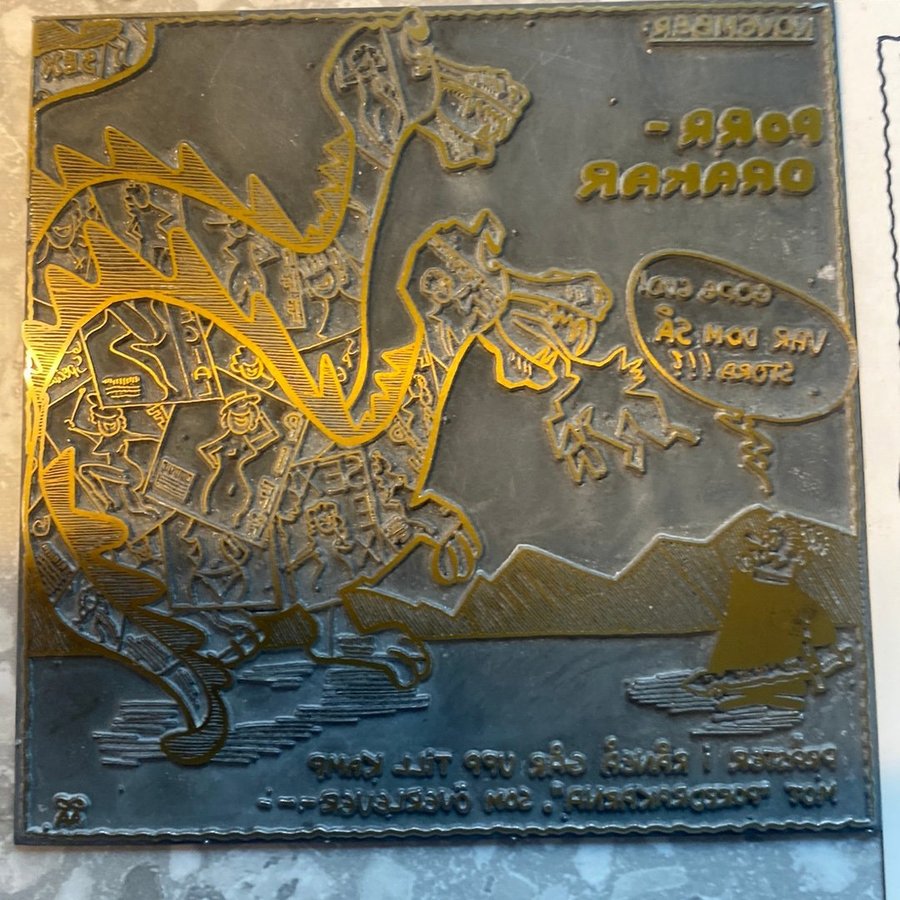 NOVEMBER:
PORR-
DRAKAR
GODE GUD!
VAR DOM SÅ
STORA!!!
SEX
PRÄSTER I RÅNEÅ GÅR UPP TILL KAMP
MOT "PORRDRAKARNA", SOM ÖVERLEVER----: